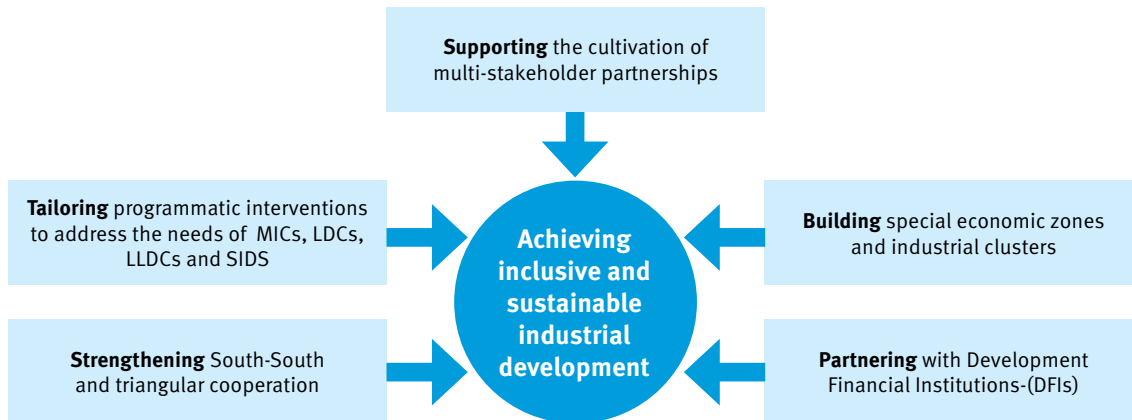 Supporting the cultivation of
multi-stakeholder partnerships
Tailoring programmatic interventions
to address the needs of MICs, LDCs,
LLDCs and SIDS
Building special economic zones
and industrial clusters
Achieving
inclusive and
sustainable
industrial
development
Strengthening South-South
and triangular cooperation
Partnering with Development
Financial Institutions-(DFIs)